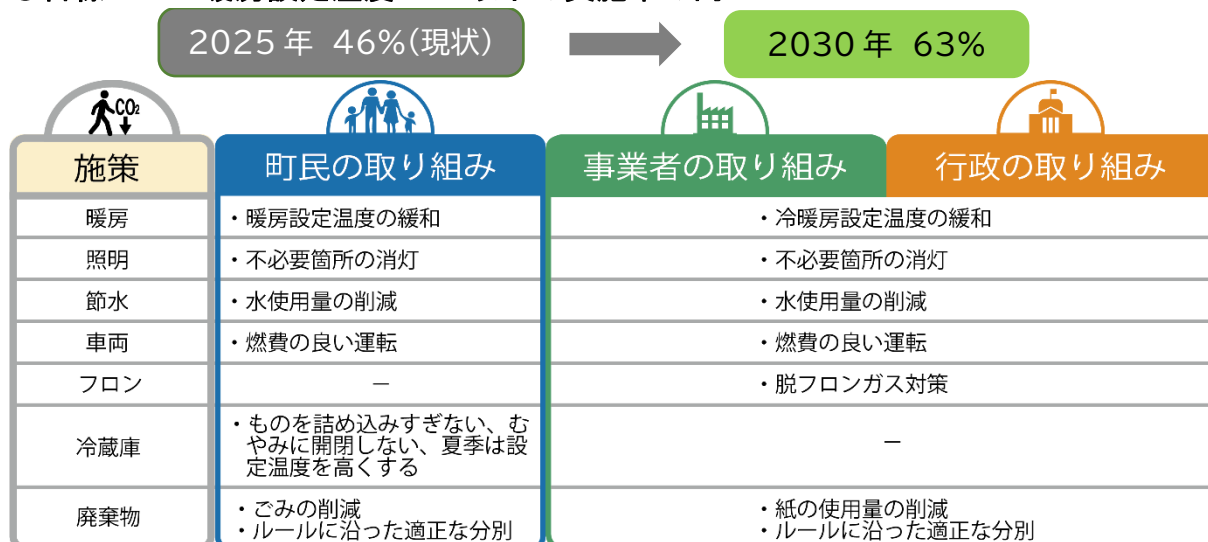 2025年 46%(現状)
2030年 63%
CO₂
施策
町民の取り組み
事業者の取り組み
行政の取り組み
暖房
・暖房設定温度の緩和
・冷暖房設定温度の緩和
照明
・不必要箇所の消灯
・不必要箇所の消灯
節水
・水使用量の削減
・水使用量の削減
車両
・燃費の良い運転
・燃費の良い運転
フロン
－
・脱フロンガス対策
冷蔵庫
・ものを詰め込みすぎない、む
やみに開閉しない、夏季は設
定温度を高くする
－
廃棄物
・ごみの削減
・ルールに沿った適正な分別
・紙の使用量の削減
・ルールに沿った適正な分別